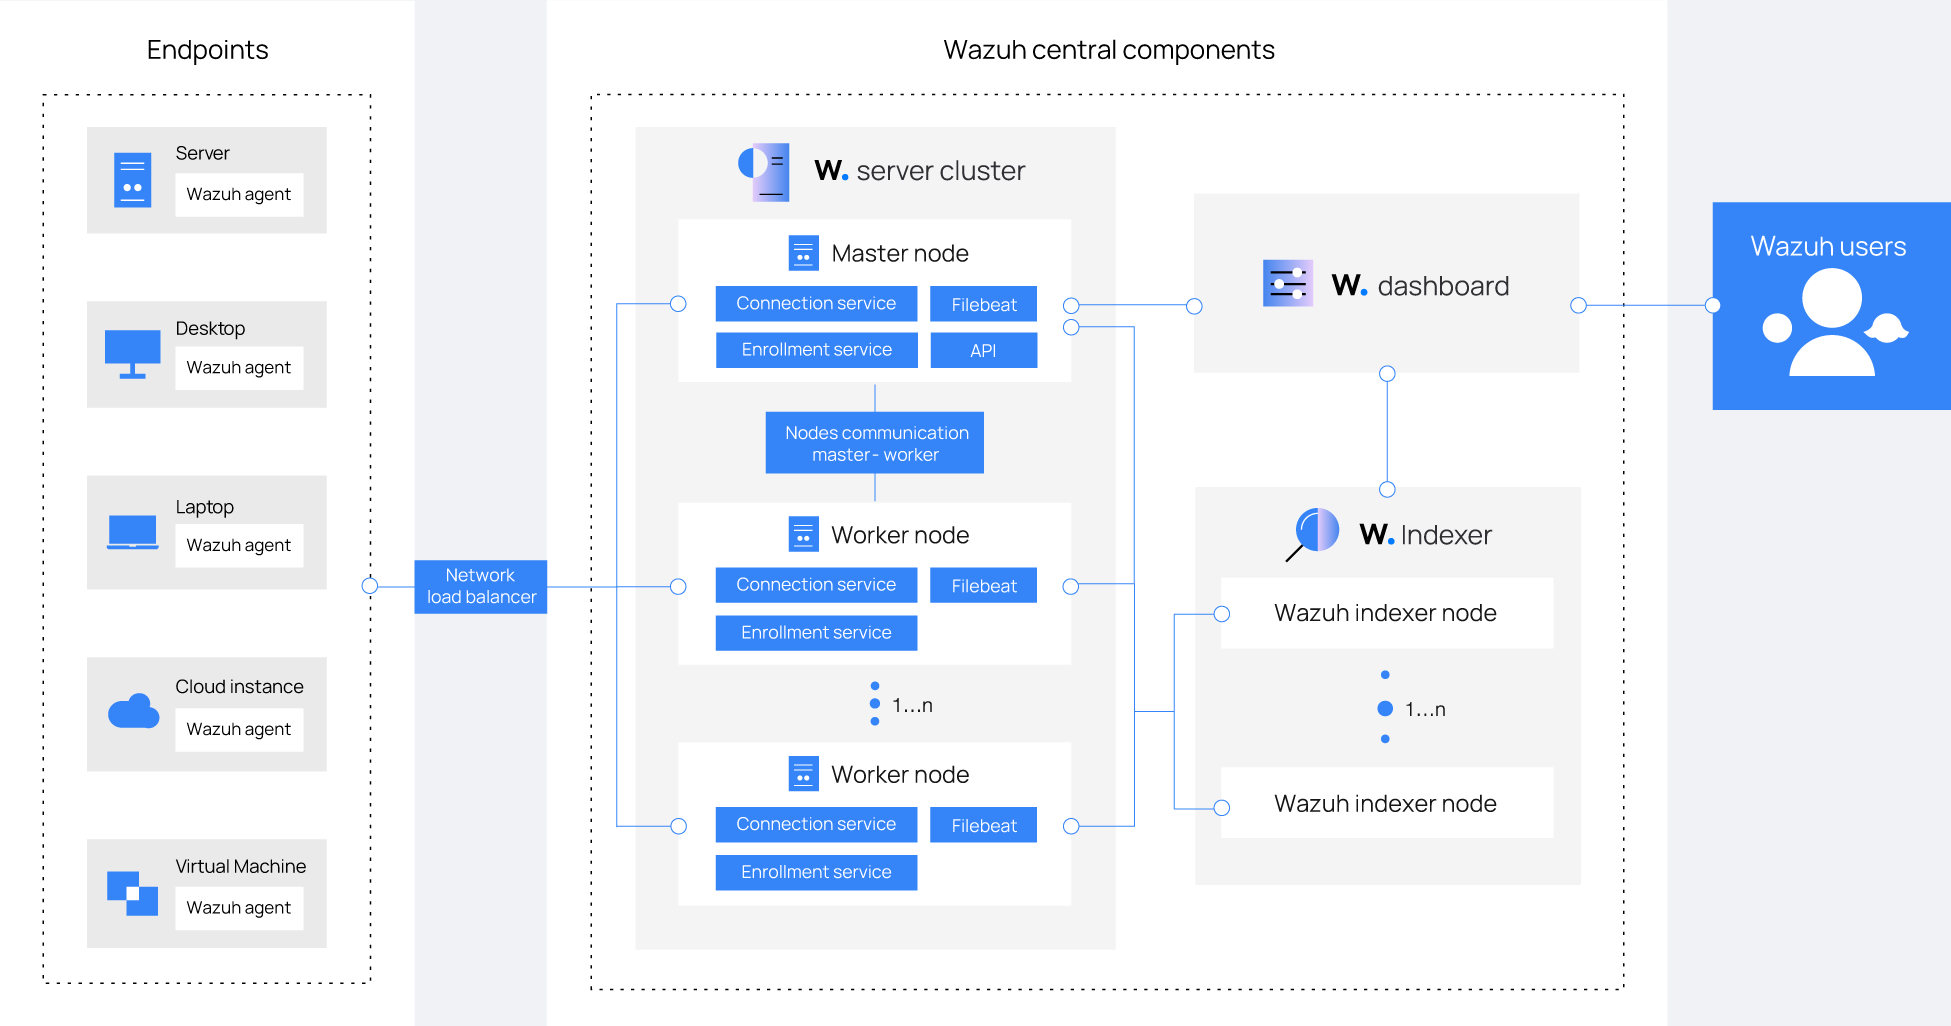 Endpoints
Server
Wazuh agent
Desktop
Wazuh agent
Laptop
Wazuh agent
Cloud instance
Wazuh agent
Virtual Machine
Wazuh agent
Network
load balancer
Wazuh central components
W. server cluster
Master node
Connection service
Filebeat
Enrollment service
API
Nodes communication
master- worker
Worker node
Connection service
Filebeat
Enrollment service
1...n
Worker node
Connection service
Filebeat
Enrollment service
W. dashboard
W. Indexer
Wazuh indexer node
1...n
Wazuh indexer node
Wazuh users